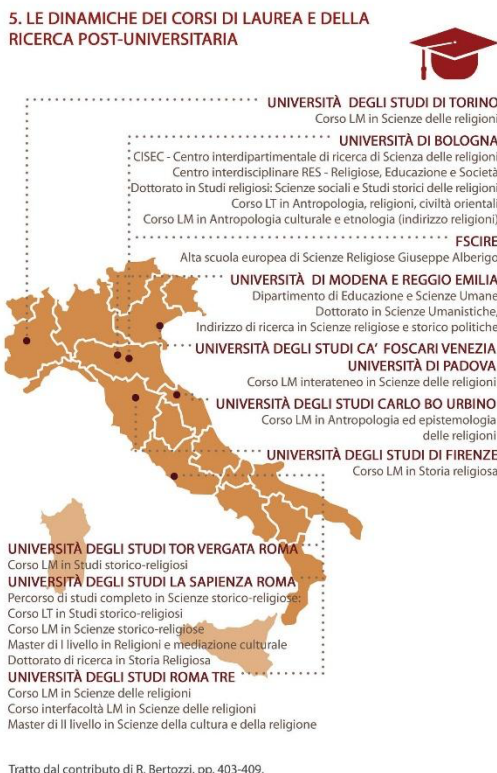 5. LE DINAMICHE DEI CORSI DI LAUREA E DELLA
RICERCA POST-UNIVERSITARIA
UNIVERSITÀ DEGLI STUDI DI TORINO
Corso LM in Scienze delle religioni
UNIVERSITÀ DI BOLOGNA
CISEC - Centro interdipartimentale di ricerca di Scienza delle religioni
Centro interdisciplinare RES - Religiose, Educazione e Società
Dottorato in Studi religiosi: Scienze sociali e Studi storici delle religioni
Corso LT in Antropologia, religioni, civiltà orientali
Corso LM in Antropologia culturale e etnologia (indirizzo religioni)
FSCIRE
Alta scuola europea di Scienze Religiose Giuseppe Alberigo
UNIVERSITÀ DI MODENA E REGGIO EMILIA
Dipartimento di Educazione e Scienze Umane
Dottorato in Scienze Umanistiche,
Indirizzo di ricerca in Scienze religiose e storico politiche
UNIVERSITÀ DEGLI STUDI CA' FOSCARI VENEZIA
UNIVERSITÀ DI PADOVA
Corso LM interateneo in Scienze delle religioni
UNIVERSITÀ DEGLI STUDI CARLO BO URBINO
Corso LM in Antropologia ed epistemologia
delle religioni
UNIVERSITÀ DEGLI STUDI DI FIRENZE
Corso LM in Storia religiosa
UNIVERSITÀ DEGLI STUDI TOR VERGATA ROMA
Corso LM in Studi storico-religiosi
UNIVERSITÀ DEGLI STUDI LA SAPIENZA ROMA
Percorso di studi completo in Scienze storico-religiose:
Corso LT in Studi storico-religiosi
Corso LM in Scienze storico-religiose
Master di I livello in Religioni e mediazione culturale
Dottorato di ricerca in Storia Religiosa
UNIVERSITÀ DEGLI STUDI ROMA TRE
Corso LM in Scienze delle religioni
Corso interfacoltà LM in Scienze delle religioni
Master di II livello in Scienze della cultura e della religione
Tratto dal contributo di R. Bertozzi, pp. 403-409.